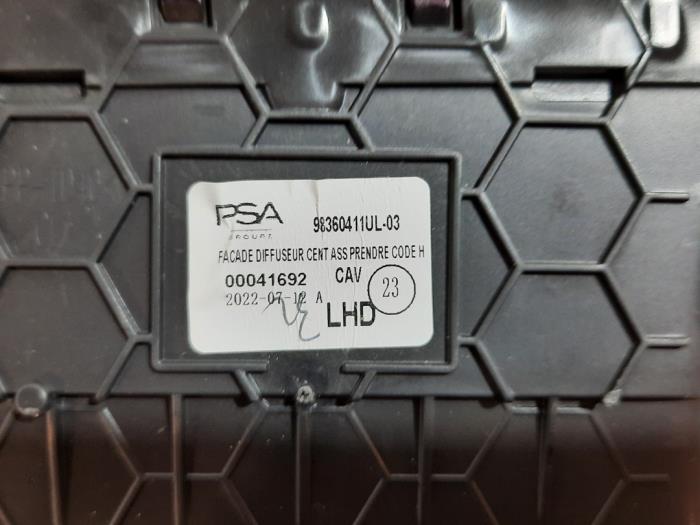 PSA 98360411UL-03
GROUPE
FACADE DIFFUSEUR CENT ASS PRENDRE CODE H
00041692 CAV 23
2022-07-12 A
LHD